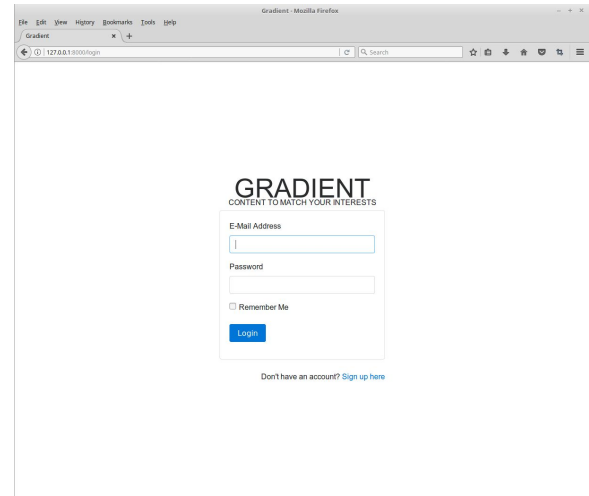 Gradient - Mozilla Firefox
File Edit View History Bookmarks Tools Help
Gradient
127.0.0.1:8000/login
Search
GRADIENT
CONTENT TO MATCH YOUR INTERESTS
E-Mail Address
Password
Remember Me
Login
Don't have an account? Sign up here